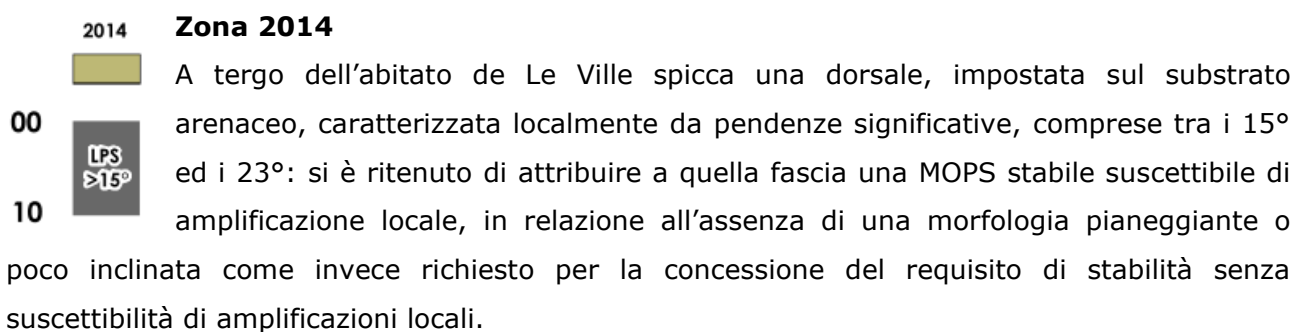 2014
Zona 2014
A tergo dell’abitato de Le Ville spicca una dorsale, impostata sul substrato
00
arenaceo, caratterizzata localmente da pendenze significative, comprese tra i 15°
LPS
>15°
ed i 23°: si è ritenuto di attribuire a quella fascia una MOPS stabile suscettibile di
10
amplificazione locale, in relazione all’assenza di una morfologia pianeggiante o
poco inclinata come invece richiesto per la concessione del requisito di stabilità senza
suscettibilità di amplificazioni locali.